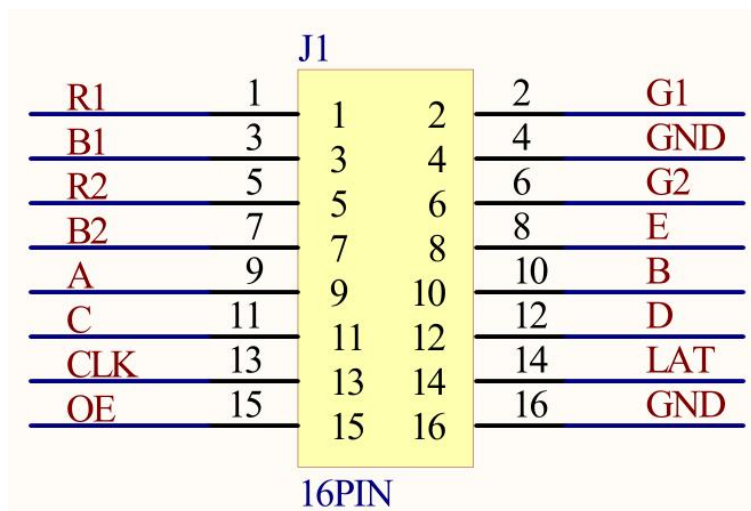 J1
R1 1 1 2 2 G1
B1 3 3 4 4 GND
R2 5 5 6 6 G2
B2 7 7 8 8 E
A 9 9 10 10 B
C 11 11 12 12 D
CLK 13 13 14 14 LAT
OE 15 15 16 16 GND
16PIN